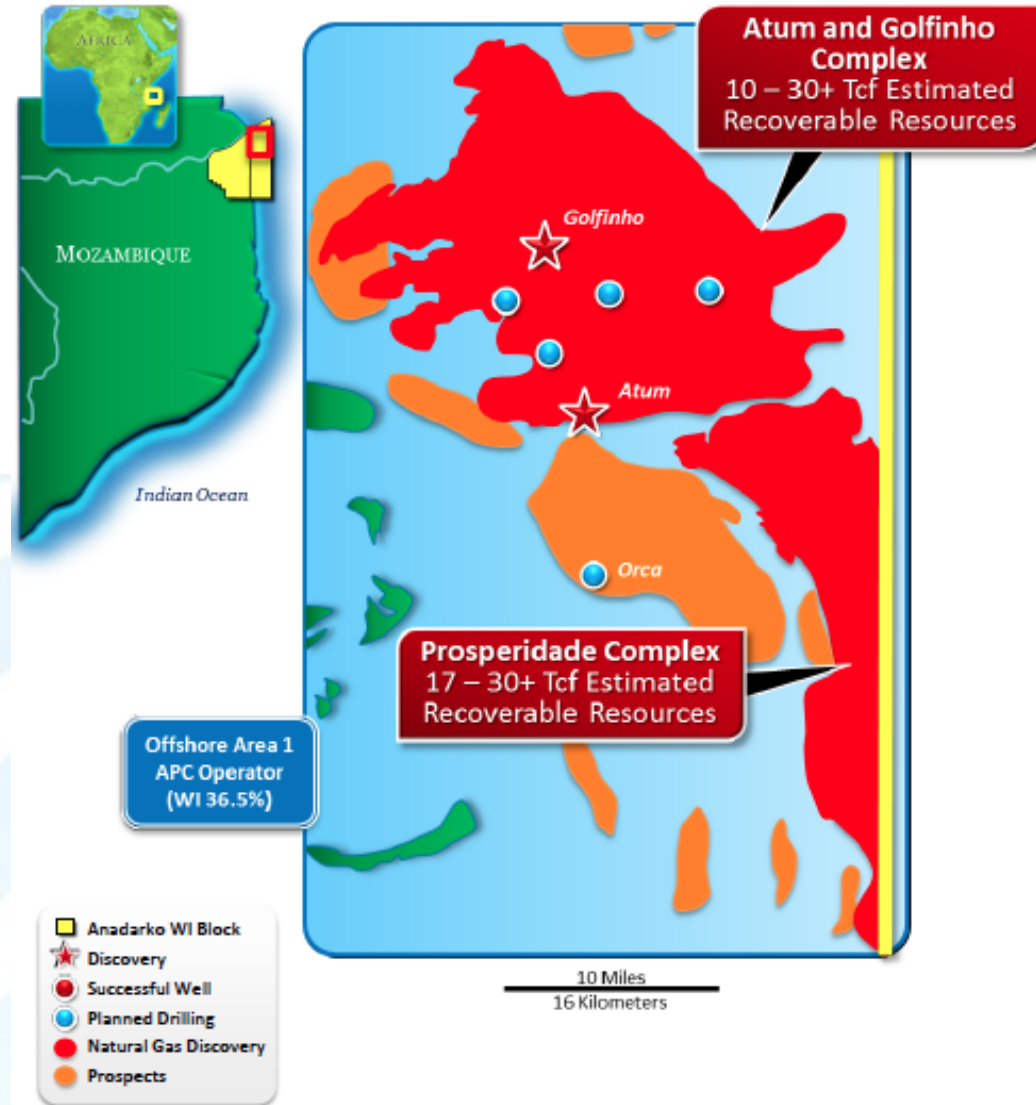 AFRICA
MOZAMBIQUE
Indian Ocean
Atum and Golfinho
Complex
10 – 30+ Tcf Estimated
Recoverable Resources
Golfinho
Atum
Orca
Prosperidade Complex
17 – 30+ Tcf Estimated
Recoverable Resources
Offshore Area 1
APC Operator
(WI 36.5%)
Anadarko WI Block
Discovery
Successful Well
Planned Drilling
Natural Gas Discovery
Prospects
10 Miles
16 Kilometers